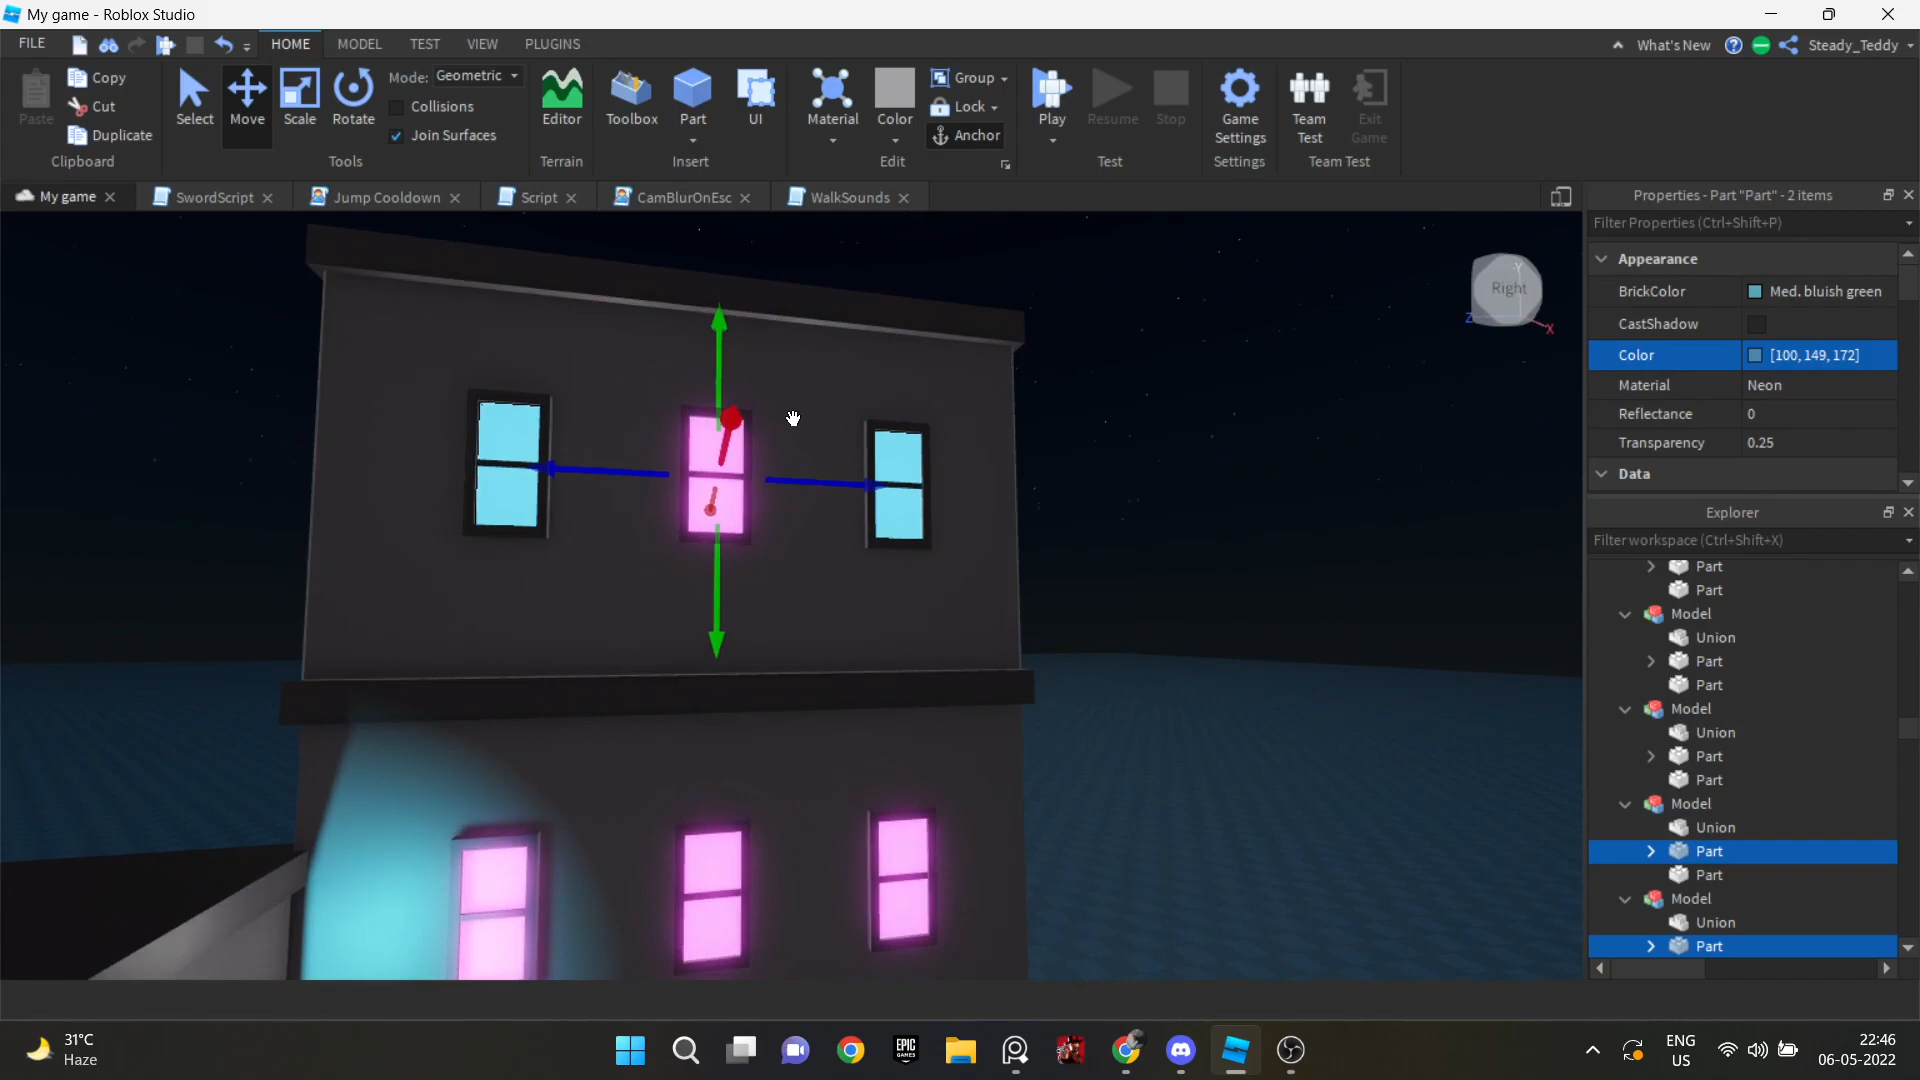 My game - Roblox Studio
FILE
HOME
MODEL
TEST
VIEW
PLUGINS
What's New
Steady_Teddy
Paste
Copy
Cut
Duplicate
Clipboard
Select
Move
Scale
Rotate
Mode: Geometric
Collisions
Join Surfaces
Tools
Editor
Terrain
Toolbox
Part
UI
Insert
Material
Color
Group
Lock
Anchor
Edit
Play
Resume
Stop
Test
Game
Settings
Settings
Team
Test
Exit
Game
Team Test
My game
SwordScript
Jump Cooldown
Script
CamBlurOnEsc
WalkSounds
Right
Y
Z
X
Properties - Part "Part" - 2 items
Filter Properties (Ctrl+Shift+P)
Appearance
BrickColor Med. bluish green
CastShadow
Color [100, 149, 172]
Material Neon
Reflectance 0
Transparency 0.25
Data
Explorer
Filter workspace (Ctrl+Shift+X)
Part
Part
Model
Union
Part
Part
Model
Union
Part
Part
Model
Union
Part
Part
Model
Union
Part
31°C
Haze
EPIC
GAMES
ENG
US
22:46
06-05-2022